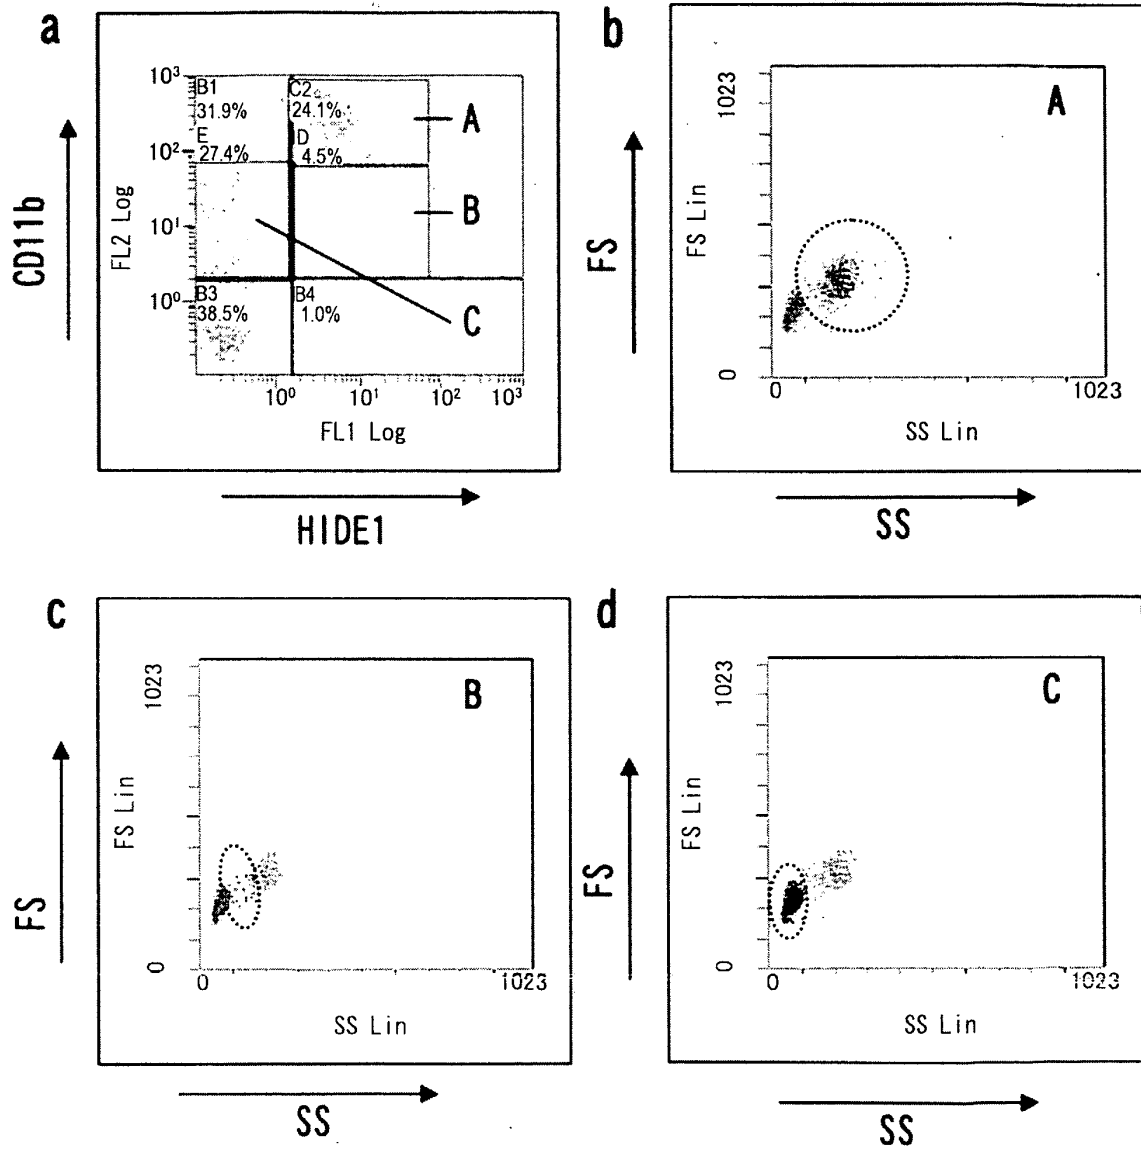 a
CD11b
FL2 Log
10³
10²
10¹
10⁰
B1
31.9%
C2
24.1%
E
27.4%
D
4.5%
B3
38.5%
B4
1.0%
A
B
C
10⁰ 10¹ 10² 10³
FL1 Log
HIDE1
b
FS
FS Lin
1023
0
A
0 1023
SS Lin
SS
c
FS
FS Lin
1023
0
B
0 1023
SS Lin
SS
d
FS
FS Lin
1023
0
C
0 1023
SS Lin
SS